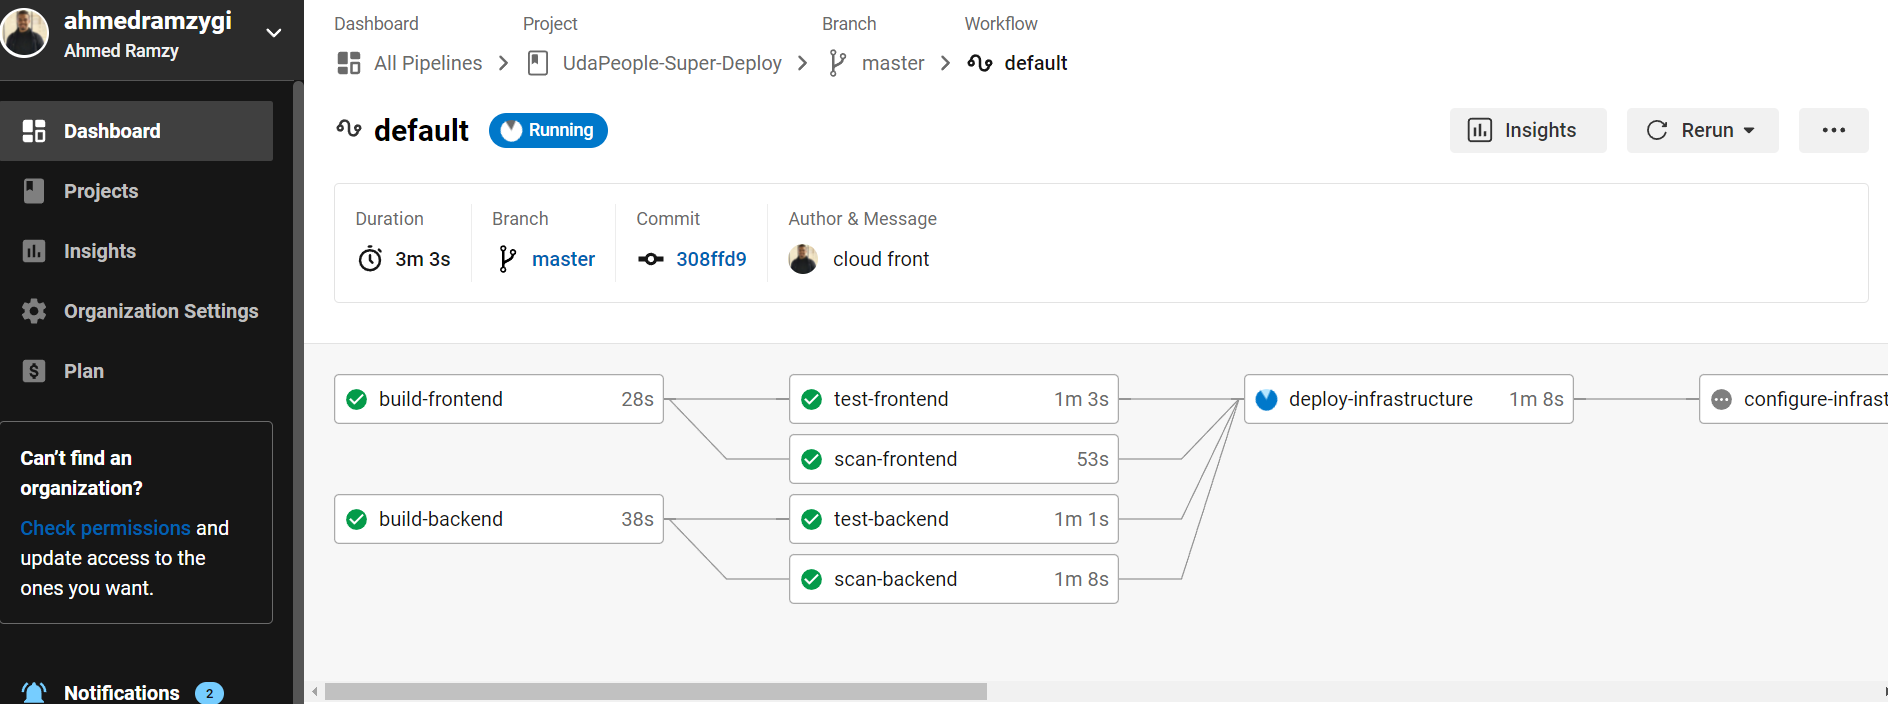 ahmedramzygi
Ahmed Ramzy
Dashboard
Projects
Insights
Organization Settings
Plan
Can't find an
organization?
Check permissions and
update access to the
ones you want.
Notifications 2
Dashboard Project Branch Workflow
All Pipelines UdaPeople-Super-Deploy master default
default Running Insights Rerun
Duration Branch Commit Author & Message
3m 3s master 308ffd9 cloud front
build-frontend 28s test-frontend 1m 3s deploy-infrastructure 1m 8s configure-infrast
scan-frontend 53s
build-backend 38s test-backend 1m 1s
scan-backend 1m 8s